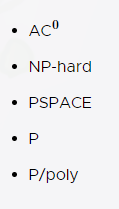 • AC⁰
• NP-hard
• PSPACE
• P
• P/poly